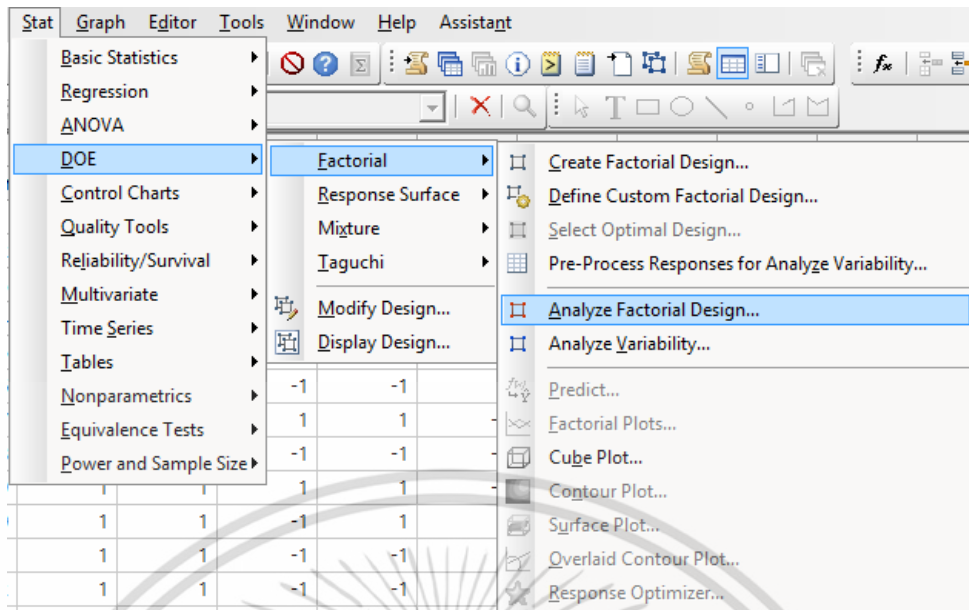 Stat Graph Editor Tools Window Help Assistant
Basic Statistics
Regression
ANOVA
DOE
Control Charts
Quality Tools
Reliability/Survival
Multivariate
Time Series
Tables
Nonparametrics
Equivalence Tests
Power and Sample Size
Factorial
Response Surface
Mixture
Taguchi
Modify Design...
Display Design...
Create Factorial Design...
Define Custom Factorial Design...
Select Optimal Design...
Pre-Process Responses for Analyze Variability...
Analyze Factorial Design...
Analyze Variability...
Predict...
Factorial Plots...
Cube Plot...
Contour Plot...
Surface Plot...
Overlaid Contour Plot...
Response Optimizer...
-1 -1
1 1
-1 -1
1 1 1 1
1 1 -1 1
1 1 -1 -1
1 1 -1 -1